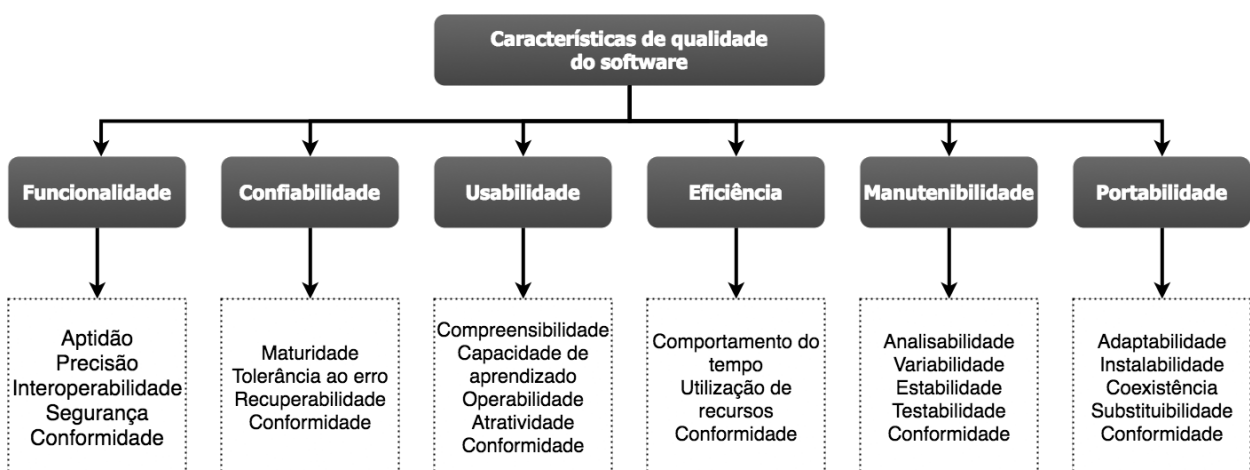 Características de qualidade
do software
Funcionalidade
Confiabilidade
Usabilidade
Eficiência
Manutenibilidade
Portabilidade
Aptidão
Precisão
Interoperabilidade
Segurança
Conformidade
Maturidade
Tolerância ao erro
Recuperabilidade
Conformidade
Compreensibilidade
Capacidade de
aprendizado
Operabilidade
Atratividade
Conformidade
Comportamento do
tempo
Utilização de
recursos
Conformidade
Analisabilidade
Variabilidade
Estabilidade
Testabilidade
Conformidade
Adaptabilidade
Instalabilidade
Coexistência
Substituibilidade
Conformidade